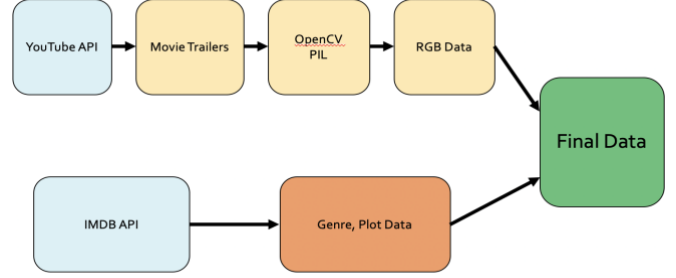 YouTube API
Movie Trailers
OpenCV
PIL
RGB Data
Final Data
IMDB API
Genre, Plot Data